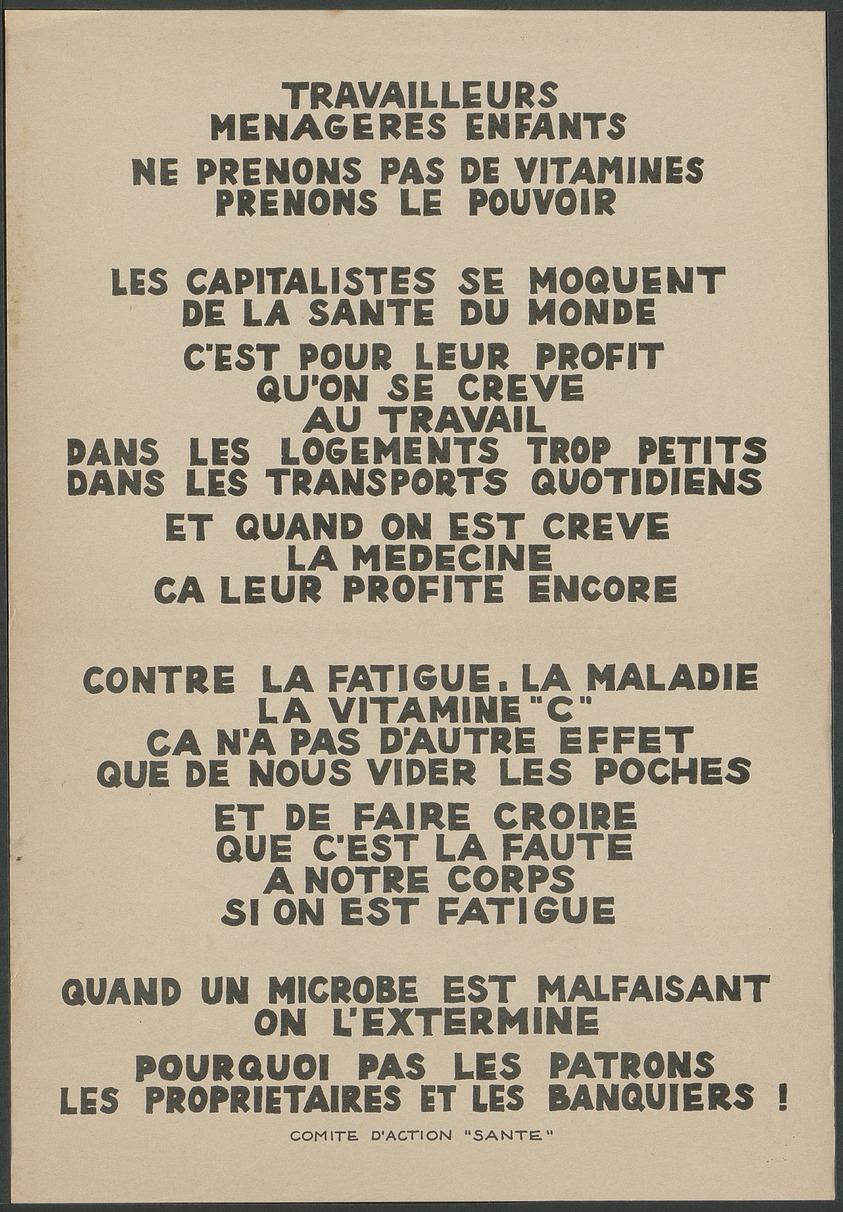 TRAVAILLEURS
MENAGERES ENFANTS
NE PRENONS PAS DE VITAMINES
PRENONS LE POUVOIR
LES CAPITALISTES SE MOQUENT
DE LA SANTE DU MONDE
C'EST POUR LEUR PROFIT
QU'ON SE CREVE
AU TRAVAIL
DANS LES LOGEMENTS TROP PETITS
DANS LES TRANSPORTS QUOTIDIENS
ET QUAND ON EST CREVE
LA MEDECINE
CA LEUR PROFITE ENCORE
CONTRE LA FATIGUE. LA MALADIE
LA VITAMINE "C"
CA N'A PAS D'AUTRE EFFET
QUE DE NOUS VIDER LES POCHES
ET DE FAIRE CROIRE
QUE C'EST LA FAUTE
A NOTRE CORPS
SI ON EST FATIGUE
QUAND UN MICROBE EST MALFAISANT
ON L'EXTERMINE
POURQUOI PAS LES PATRONS
LES PROPRIETAIRES ET LES BANQUIERS !
COMITE D'ACTION "SANTE"